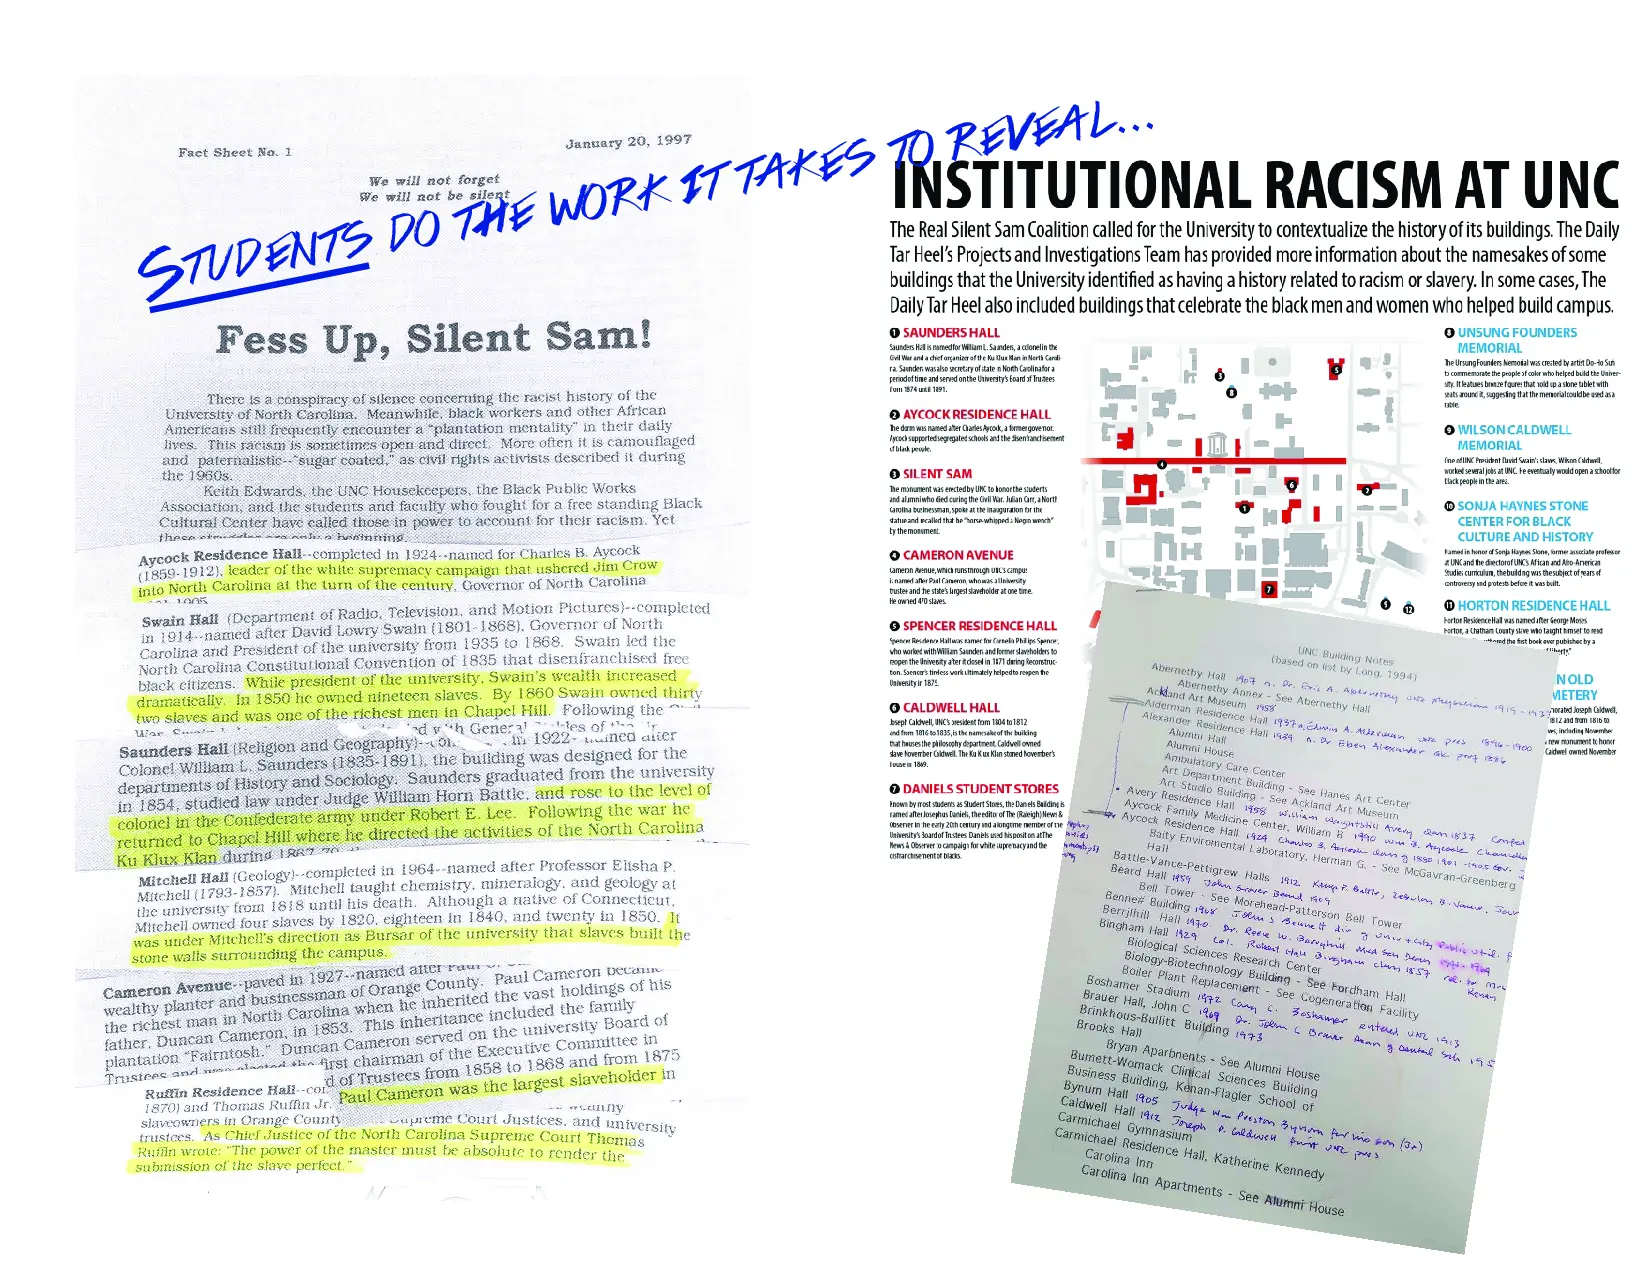 Fact Sheet No. 1
January 20, 1997
We will not forget
We will not be silent
STUDENTS DO THE WORK IT TAKES TO REVEAL...
Fess Up, Silent Sam!
There is a conspiracy of silence concerning the racist history of the
University of North Carolina. Meanwhile, black workers and other African
Americans still frequently encounter a "plantation mentality" in their daily
lives. This racism is sometimes open and direct. More often it is camouflaged
and paternalistic--"sugar coated," as civil rights activists described it during
the 1960s.
Keith Edwards, the UNC Housekeepers, the Black Public Works
Association, and the students and faculty who fought for a free standing Black
Cultural Center have called those in power to account for their racism. Yet
these struggles are only a beginning.
Aycock Residence Hall--completed in 1924--named for Charles B. Aycock
(1859-1912), leader of the white supremacy campaign that ushered Jim Crow
into North Carolina at the turn of the century, Governor of North Carolina
Swain Hall (Department of Radio, Television, and Motion Pictures)--completed
in 1914--named after David Lowry Swain (1801-1868), Governor of North
Carolina and President of the university from 1935 to 1868. Swain led the
North Carolina Constitutional Convention of 1835 that disenfranchised free
black citizens. While president of the university, Swain's wealth increased
dramatically. In 1850 he owned nineteen slaves. By 1860 Swain owned thirty
two slaves and was one of the richest men in Chapel Hill. Following the
Saunders Hall (Religion and Geography)-- in 1922- named after
Colonel William L. Saunders (1835-1891), the building was designed for the
departments of History and Sociology. Saunders graduated from the university
in 1854, studied law under Judge William Horn Battle, and rose to the level of
colonel in the Confederate army under Robert E. Lee. Following the war he
returned to Chapel Hill where he directed the activities of the North Carolina
Ku Klux Klan during
Mitchell Hall (Geology)--completed in 1964--named after Professor Elisha P.
Mitchell (1793-1857). Mitchell taught chemistry, mineralogy, and geology at
the university from 1818 until his death. Although a native of Connecticut,
Mitchell owned four slaves by 1820, eighteen in 1840, and twenty in 1850. It
was under Mitchell's direction as Bursar of the university that slaves built the
stone walls surrounding the campus.
Cameron Avenue--paved in 1927--named after Paul Paul Cameron became
wealthy planter and businessman of Orange County.
the richest man in North Carolina when he inherited the vast holdings of his
father, Duncan Cameron, in 1853. This inheritance included the family
plantation "Fairntosh." Duncan Cameron served on the university Board of
Trustees and was elected the first chairman of the Executive Committee in
d of Trustees from 1858 to 1868 and from 1875
Paul Cameron was the largest slaveholder in
Ruffin Residence Hall--
1870) and Thomas Ruffin Jr.
slaveowners in Orange County Supreme Court Justices, and university
trustees. As Chief Justice of the North Carolina Supreme Court Thomas
Ruffin wrote: "The power of the master must be absolute to render the
submission of the slave perfect."
INSTITUTIONAL RACISM AT UNC
The Real Silent Sam Coalition called for the University to contextualize the history of its buildings. The Daily
Tar Heel's Projects and Investigations Team has provided more information about the namesakes of some
buildings that the University identified as having a history related to racism or slavery. In some cases, The
Daily Tar Heel also included buildings that celebrate the black men and women who helped build campus.
1 SAUNDERS HALL
Saunders Hall is named for William L. Saunders, a colonel in the
Civil War and a chief organizer of the Ku Klux Klan in North Caroli-
na. Saunders was also secretary of state in North Carolina for a
period of time and served on the University's Board of Trustees
from 1874 until 1891.
2 AYCOCK RESIDENCE HALL
The dorm was named after Charles Aycock, a former governor.
Aycock supported segregated schools and the disenfranchisement
of black people.
3 SILENT SAM
The monument was erected by UNC to honor the students
and alumni who died during the Civil War. Julian Carr, a North
Carolina businessman, spoke at the inauguration for the
statue and recalled that he "horse-whipped a Negro wench"
by the monument.
4 CAMERON AVENUE
Cameron Avenue, which runs through UNC's campus
is named after Paul Cameron, who was a University
trustee and the state's largest slaveholder at one time.
He owned 470 slaves.
5 SPENCER RESIDENCE HALL
Spencer Residence Hall was named for Cornelia Phillips Spencer,
who worked with William Saunders and former slaveholders to
reopen the University after it closed in 1871 during Reconstruc-
tion. Spencer's tireless work ultimately helped to reopen the
University in 1875.
6 CALDWELL HALL
Joseph Caldwell, UNC's president from 1804 to 1812
and from 1816 to 1835, is the namesake of the building
that houses the philosophy department. Caldwell owned
slave November Caldwell. The Ku Klux Klan stoned November's
house in 1869.
7 DANIELS STUDENT STORES
Known by most students as Student Stores, the Daniels Building is
named after Josephus Daniels, the editor of The (Raleigh) News &
Observer in the early 20th century and a longtime member of the
University's Board of Trustees. Daniels used his position at The
News & Observer to campaign for white supremacy and the
disfranchisement of blacks.
3
8
5
4
6
2
1
7
9
12
8 UNSUNG FOUNDERS
MEMORIAL
The Unsung Founders Memorial was created by artist Do-Ho Suh
to commemorate the people of color who helped build the Univer-
sity. It features bronze figures that hold up a stone tablet with
seats around it, suggesting that the memorial could be used as a
table.
9 WILSON CALDWELL
MEMORIAL
One of UNC President David Swain's slaves, Wilson Caldwell,
worked several jobs at UNC. He eventually would open a school for
black people in the area.
10 SONJA HAYNES STONE
CENTER FOR BLACK
CULTURE AND HISTORY
Named in honor of Sonja Haynes Stone, former associate professor
at UNC and the director of UNC's African and Afro-American
Studies curriculum, the building was the subject of years of
controversy and protests before it was built.
11 HORTON RESIDENCE HALL
Horton Residence Hall was named after George Moses
Horton, a Chatham County slave who taught himself to read
the first book ever published by a
liberty."
N OLD
METERY
orated Joseph Caldwell,
1812 and from 1816 to
ves, including November
new monument to honor
Caldwell owned November
UNC Building Notes
(based on list by Long, 1994)
Abernethy Hall 1907 n. Dr. Eric A. Abernethy UNC physician 1919-1933
Abernethy Annex - See Abernethy Hall
Ackland Art Museum 1958
Alderman Residence Hall 1937 n. Edwin A. Alderman UNC pres 1896-1900
Alexander Residence Hall 1939 n. Dr Eben Alexander Gk. prof 1886
Alumni Hall
Alumni House
Ambulatory Care Center
Art Department Building - See Hanes Art Center
Art Studio Building - See Ackland Art Museum
Avery Residence Hall 1958 William Waightstill Avery class 1837 Confed
Aycock Family Medicine Center, William B 1990 Wm B. Aycock Chancellor
Aycock Residence Hall 1924 Charles B. Aycock class of 1880 1901-1905 Gov.
Baity Enviromental Laboratory, Herman G. - See McGavran-Greenberg
Hall
Battle-Vance-Pettigrew Halls 1912 Kemp P. Battle, Zebulon B. Vance,
Beard Hall 1959 John Grover Beard 1909
Bell Tower - See Morehead-Patterson Bell Tower
Benne# Building 1908 John S Bennett dir of Univ + City Public Util.
Berrjlhill Hall 1970 Dr. Reece W. Berryhill Med Sch Dean 1941-1964
Bingham Hall 1929 Col. Robert Hall Bingham class 1857 rel. to Mrs
Kenan
Biological Sciences Research Center
Biology-Biotechnology Building - See Fordham Hall
Boiler Plant Replacement - See Cogeneration Facility
Boshamer Stadium 1972 Cary C. Boshamer entered UNC 1913
Brauer Hall, John C 1969 Dr. John C Brauer Dean of Dental Sch 195
Brinkhous-Bullitt Building 1973
Brooks Hall
Bryan Aparbnents - See Alumni House
Bumett-Womack Clinical Sciences Building
Business Building, Kenan-Flagler School of
Bynum Hall 1905 Judge Wm Preston Bynum for his son (Jr)
Caldwell Hall 1912 Joseph P. Caldwell first UNC pres
Carmichael Gymnasium
Carmichael Residence Hall, Katherine Kennedy
Carolina Inn
Carolina Inn Apartments - See Alumni House